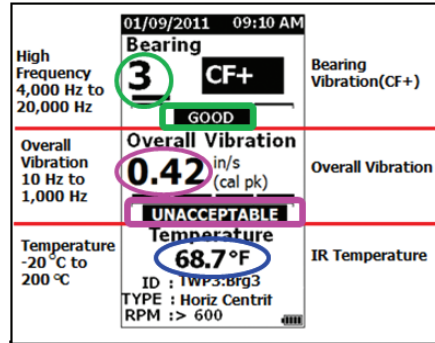 01/09/2011 09:10 AM
Bearing
High
Frequency
4,000 Hz to
20,000 Hz
3 CF+
Bearing
Vibration(CF+)
GOOD
Overall Vibration
Overall
Vibration
10 Hz to
1,000 Hz
0.42 in/s
(cal pk)
Overall Vibration
UNACCEPTABLE
Temperature
Temperature
-20 °C to
200 °C
68.7°F
IR Temperature
ID : TWP3:Brg3
TYPE : Horiz Centrif
RPM :> 600